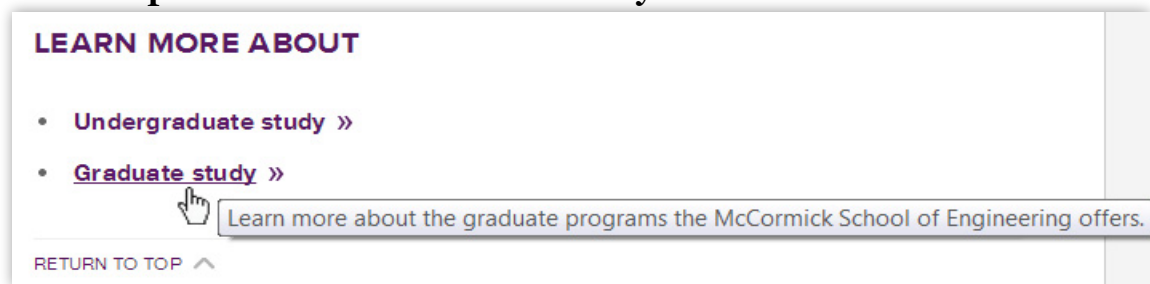 LEARN MORE ABOUT
• Undergraduate study »
• Graduate study »
Learn more about the graduate programs the McCormick School of Engineering offers.
RETURN TO TOP